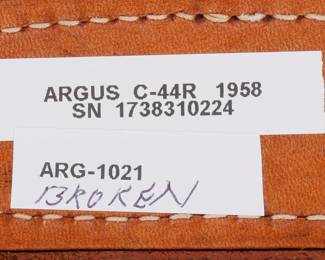 ARGUS C-44R 1958
SN 1738310224
ARG-1021
BROKEN